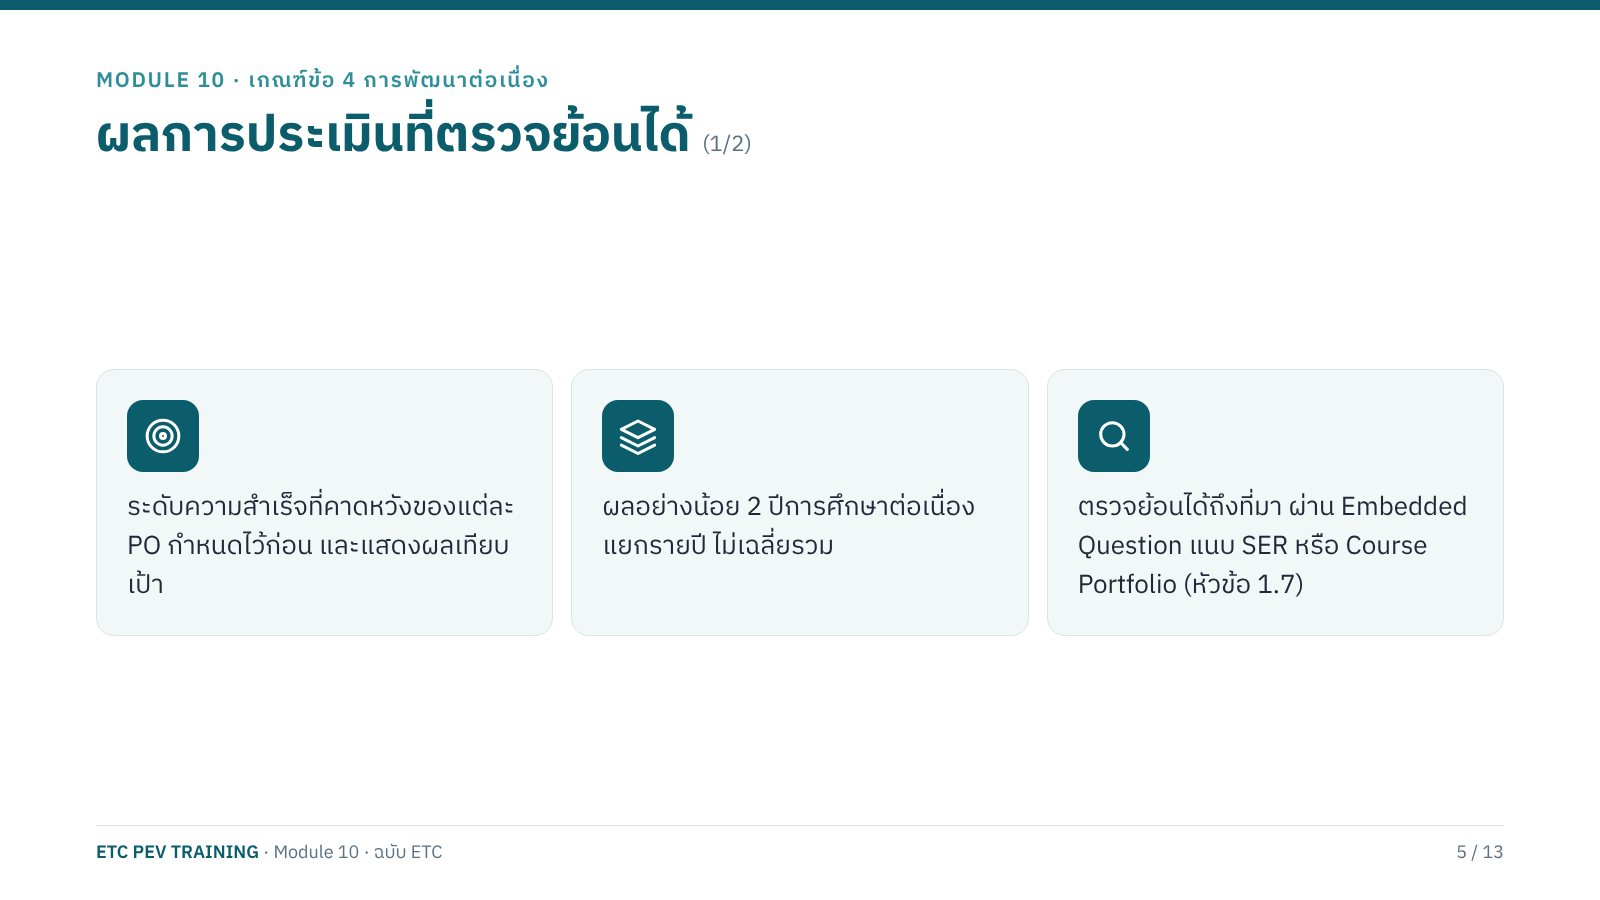 MODULE 10 · เกณฑ์ข้อ 4 การพัฒนาต่อเนื่อง
ผลการประเมินที่ตรวจย้อนได้ (1/2)
ระดับความสำเร็จที่คาดหวังของแต่ละ
PO กำหนดไว้ก่อน และแสดงผลเทียบ
เป้า
ผลอย่างน้อย 2 ปีการศึกษาต่อเนื่อง
แยกรายปี ไม่เฉลี่ยรวม
ตรวจย้อนได้ถึงที่มา ผ่าน Embedded
Question แนบ SER หรือ Course
Portfolio (หัวข้อ 1.7)
ETC PEV TRAINING · Module 10 · ฉบับ ETC
5 / 13